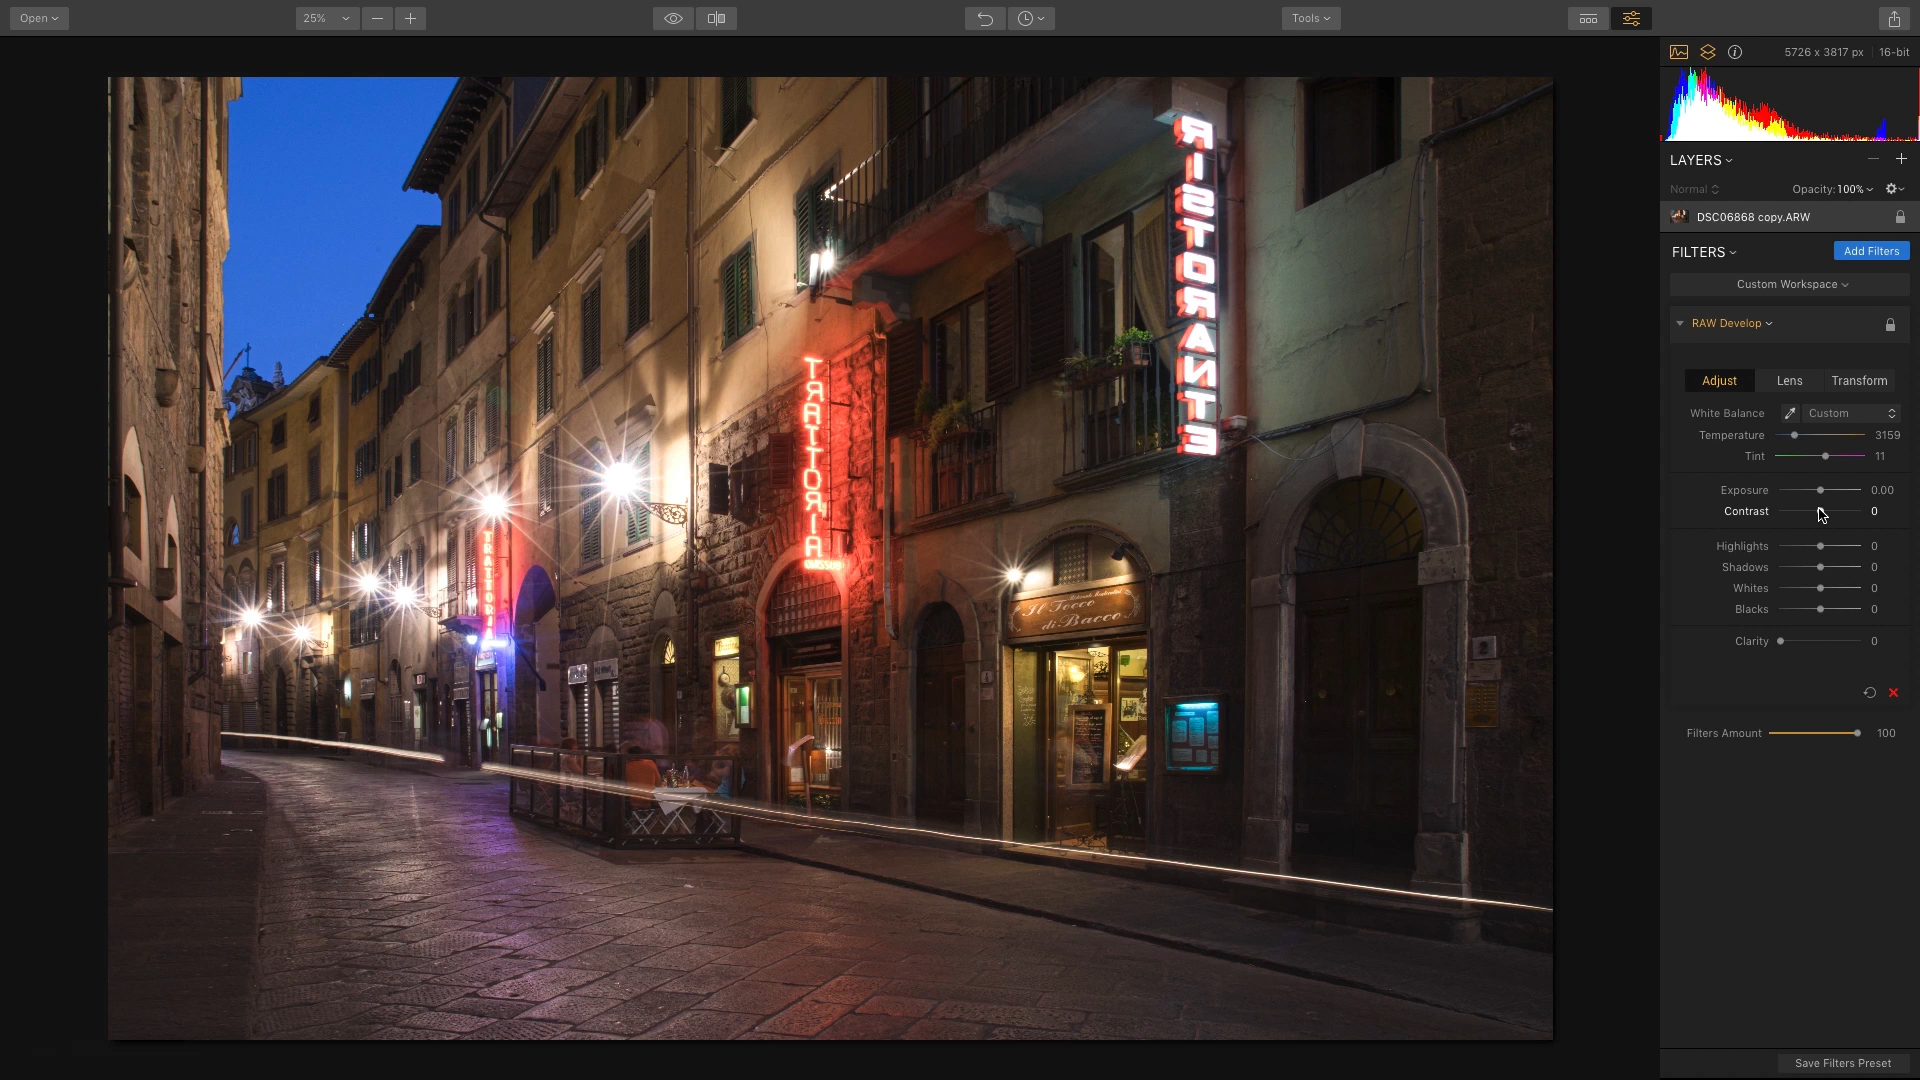 Open
25%
Tools
5726 x 3817 px
16-bit
LAYERS
Normal
Opacity: 100%
DSC06868 copy.ARW
FILTERS
Add Filters
Custom Workspace
RAW Develop
Adjust
Lens
Transform
White Balance
Custom
Temperature
3159
Tint
11
Exposure
0.00
Contrast
0
Highlights
0
Shadows
0
Whites
0
Blacks
0
Clarity
0
Filters Amount
100
Save Filters Preset
RISTORANTE
TRATTORIA
TRATTORIA
Il Tocco
di Bacco